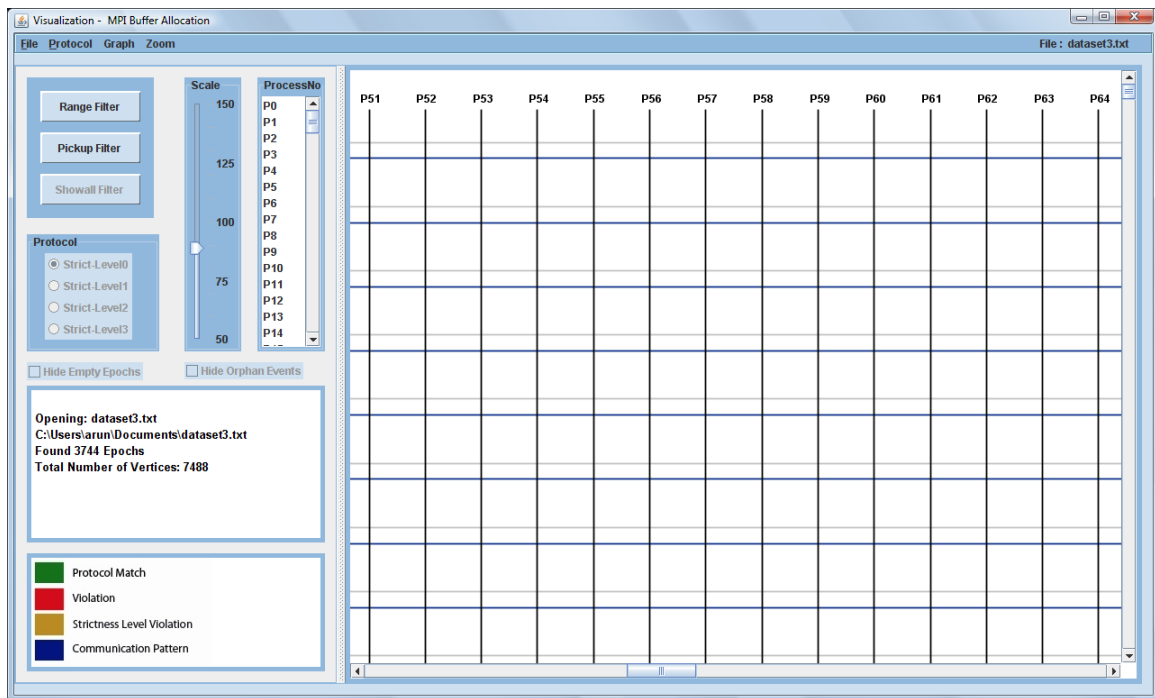 Visualization - MPI Buffer Allocation
File Protocol Graph Zoom
File : dataset3.txt
Range Filter
Pickup Filter
Showall Filter
Protocol
Strict-Level0
Strict-Level1
Strict-Level2
Strict-Level3
Scale
150
125
100
75
50
ProcessNo
P0
P1
P2
P3
P4
P5
P6
P7
P8
P9
P10
P11
P12
P13
P14
Hide Empty Epochs
Hide Orphan Events
Opening: dataset3.txt
C:\Users\arun\Documents\dataset3.txt
Found 3744 Epochs
Total Number of Vertices: 7488
Protocol Match
Violation
Strictness Level Violation
Communication Pattern
P51 P52 P53 P54 P55 P56 P57 P58 P59 P60 P61 P62 P63 P64